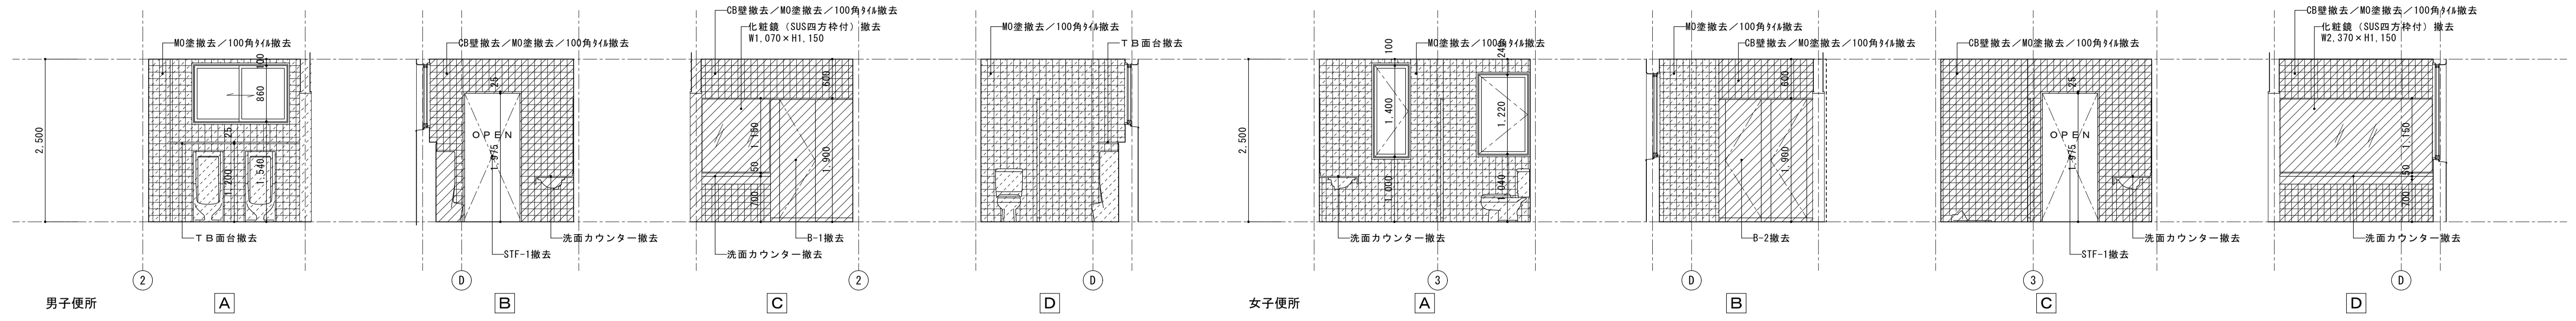 2,500
MO塗撤去/100角ﾀｲﾙ撤去
100
860
25
1,200
1,540
TB面台撤去
2
A
男子便所
CB壁撤去/MO塗撤去/100角ﾀｲﾙ撤去
25
OPEN
1,975
洗面カウンター撤去
STF-1撤去
D
B
CB壁撤去/MO塗撤去/100角ﾀｲﾙ撤去
化粧鏡(SUS四方枠付)撤去
W1,070×H1,150
600
1,150
50
700
1,900
B-1撤去
洗面カウンター撤去
2
C
MO塗撤去/100角ﾀｲﾙ撤去
TB面台撤去
D
D
2,500
MO塗撤去/100角ﾀｲﾙ撤去
100
240
1,400
1,220
1,000
1,040
洗面カウンター撤去
3
A
女子便所
MO塗撤去/100角ﾀｲﾙ撤去
CB壁撤去/MO塗撤去/100角ﾀｲﾙ撤去
600
1,900
B-2撤去
D
B
CB壁撤去/MO塗撤去/100角ﾀｲﾙ撤去
25
OPEN
1,975
洗面カウンター撤去
STF-1撤去
3
C
CB壁撤去/MO塗撤去/100角ﾀｲﾙ撤去
化粧鏡(SUS四方枠付)撤去
W2,370×H1,150
1,150
50
700
洗面カウンター撤去
D
D